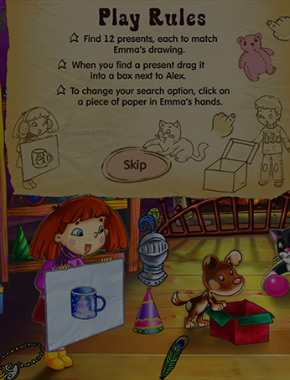 Play Rules
Find 12 presents, each to match
Emma's drawing.
When you find a present drag it
into a box next to Alex.
To change your search option, click on
a piece of paper in Emma's hands.
Skip